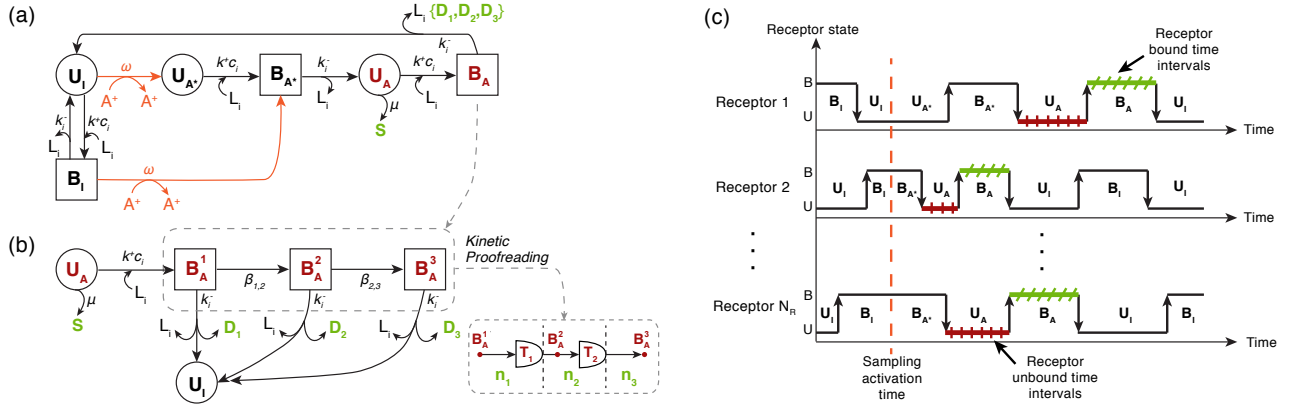 (a)
L_i {D_1,D_2,D_3}
k_i^-
U_I
ω
A^+ A^+
U_A*
k^+c_i
L_i
B_A*
k_i^-
L_i
U_A
μ
S
k^+c_i
L_i
B_A
k_i^- k^+c_i
L_i L_i
B_I
ω
A^+ A^+
(b)
U_A
μ
S
k^+c_i
L_i
B_A^1
β_1,2
B_A^2
β_2,3
B_A^3
k_i^- k_i^- k_i^-
L_i D_1 L_i D_2 L_i D_3
U_I
Kinetic
Proofreading
B_A^1 B_A^2 B_A^3
T_1 T_2
n_1 n_2 n_3
(c)
Receptor state
Receptor
bound time
intervals
Receptor 1
B
U
B_I U_I U_A* B_A* U_A B_A U_I
Time
Receptor 2
B
U
U_I B_I B_A* U_A B_A U_I B_I U_I
Time
Receptor N_R
B
U
U_I B_I B_A* U_A B_A U_I B_I
Time
Sampling
activation
time
Receptor
unbound time
intervals